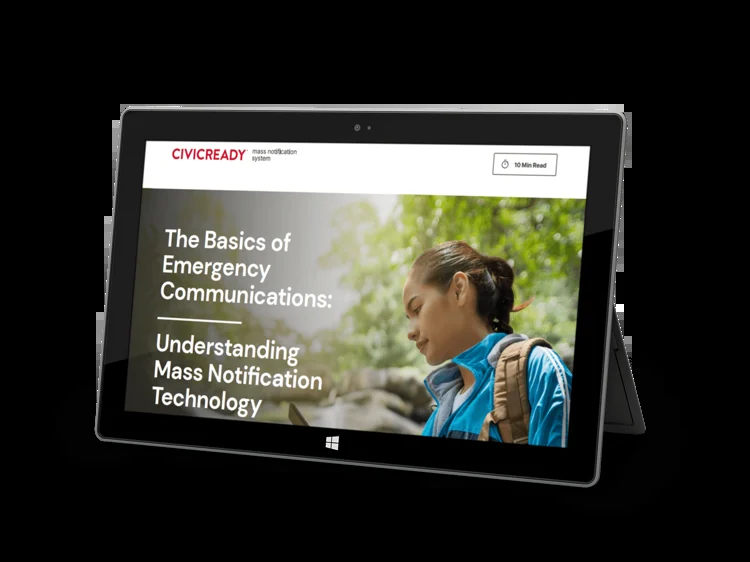 CIVICREADY mass notification
system
10 Min Read
The Basics of
Emergency
Communications:
Understanding
Mass Notification
Technology